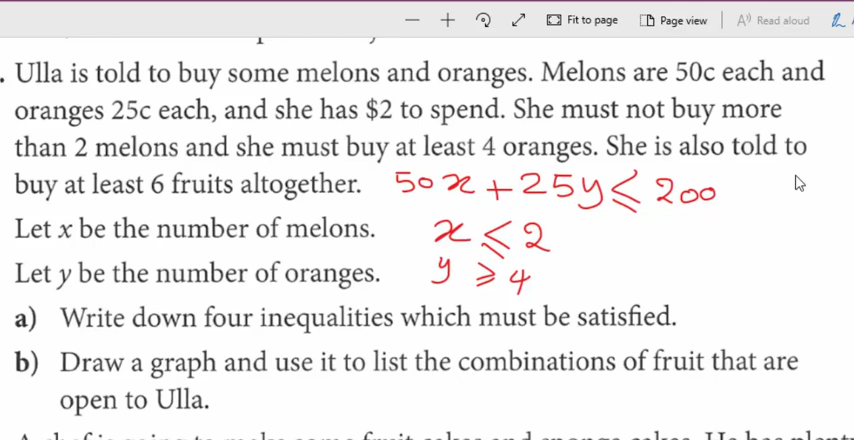 Fit to page Page view A Read aloud
. Ulla is told to buy some melons and oranges. Melons are 50c each and
oranges 25c each, and she has $2 to spend. She must not buy more
than 2 melons and she must buy at least 4 oranges. She is also told to
buy at least 6 fruits altogether. 50x + 25y ⩽ 200
Let x be the number of melons. x ⩽ 2
Let y be the number of oranges. y ⩾ 4
a) Write down four inequalities which must be satisfied.
b) Draw a graph and use it to list the combinations of fruit that are
open to Ulla.